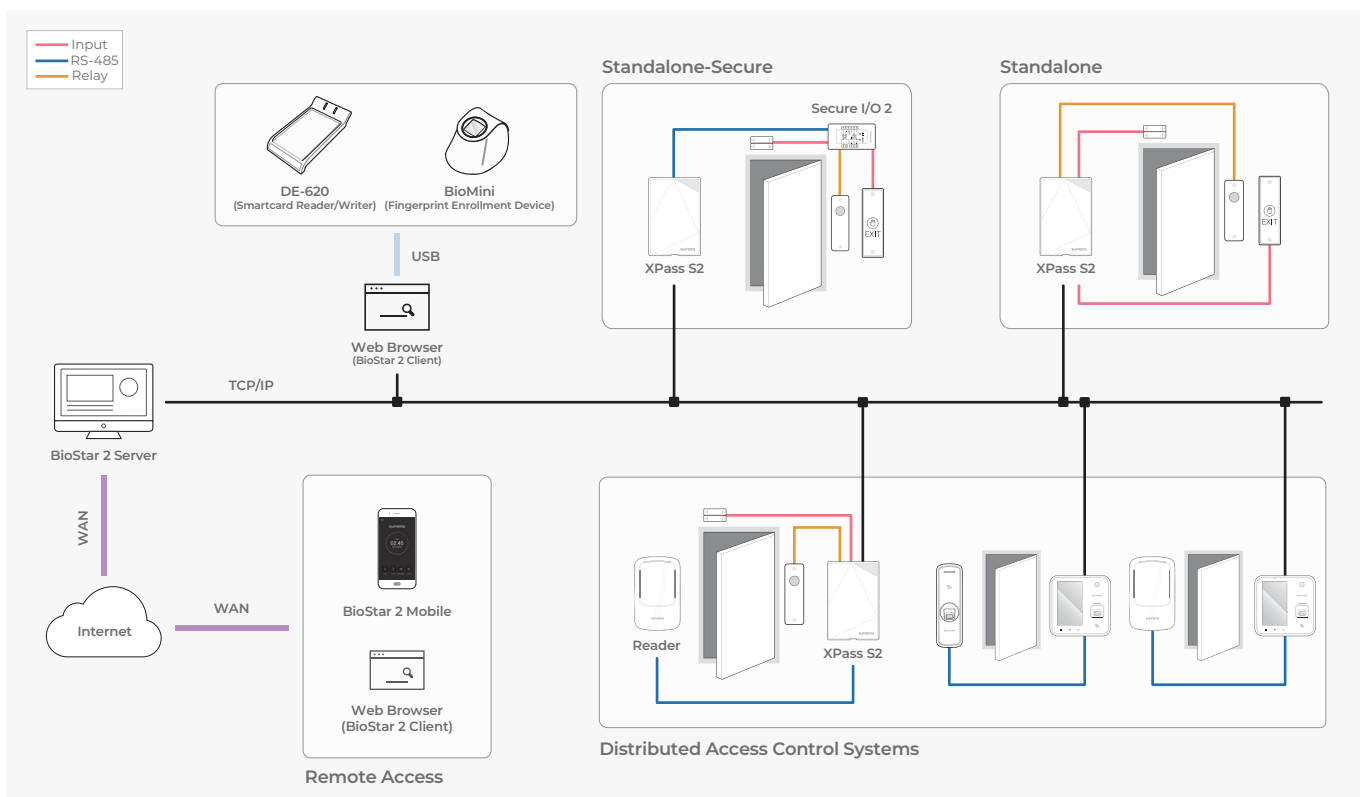 Input
RS-485
Relay
DE-620
(Smartcard Reader/Writer)
BioMini
(Fingerprint Enrollment Device)
USB
Web Browser
(BioStar 2 Client)
TCP/IP
BioStar 2 Server
WAN
Internet
WAN
BioStar 2 Mobile
Web Browser
(BioStar 2 Client)
Remote Access
Standalone-Secure
Secure I/O 2
EXIT
XPass S2
Standalone
EXIT
XPass S2
Reader
XPass S2
Distributed Access Control Systems